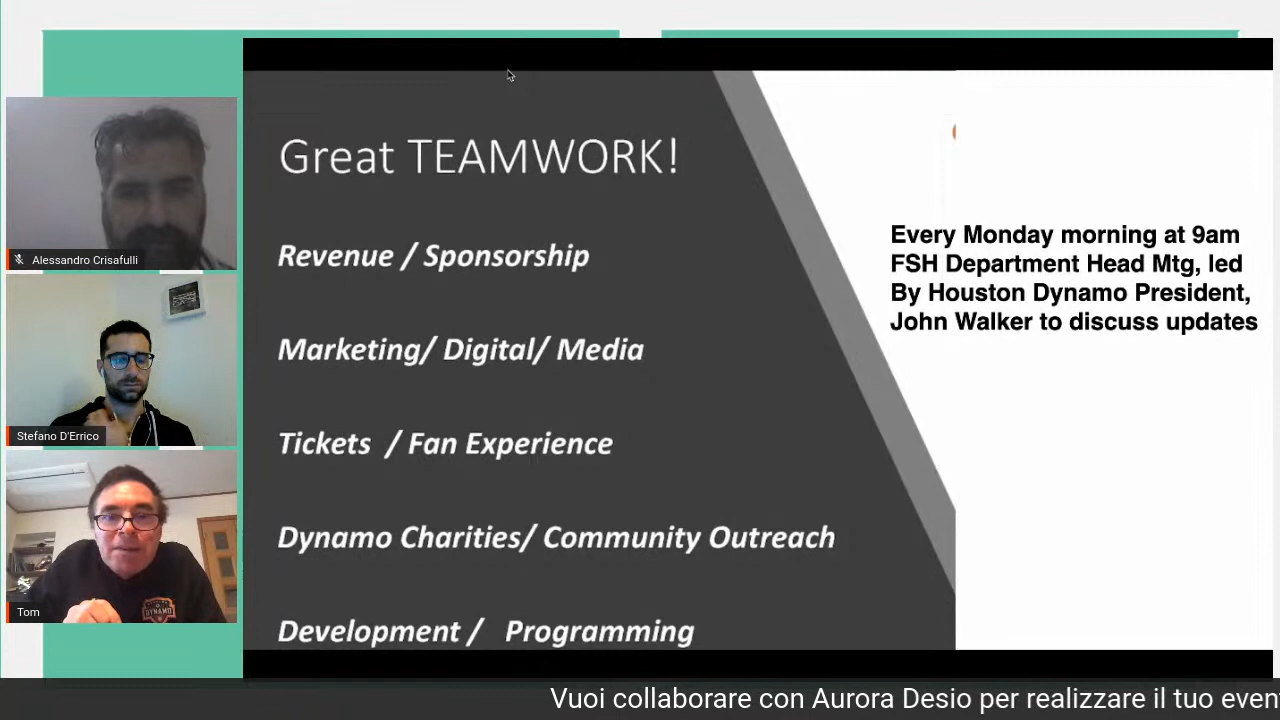 Great TEAMWORK!
Revenue / Sponsorship
Marketing/ Digital/ Media
Tickets / Fan Experience
Dynamo Charities/ Community Outreach
Development / Programming
Every Monday morning at 9am
FSH Department Head Mtg, led
By Houston Dynamo President,
John Walker to discuss updates
Alessandro Crisafulli
Stefano D'Errico
Tom
DYNAMO
Vuoi collaborare con Aurora Desio per realizzare il tuo even